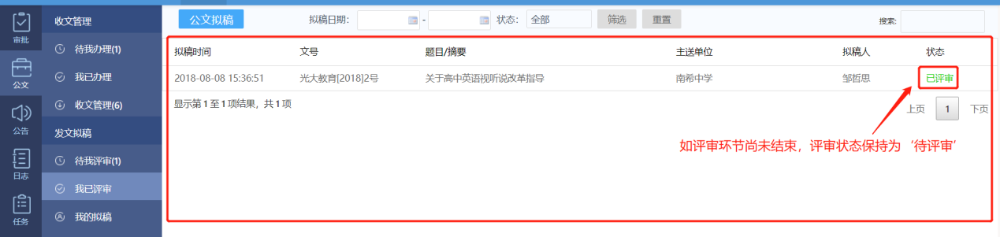 审批
公文
公告
日志
任务
收文管理
待我办理(1)
我已办理
收文管理(6)
发文拟稿
待我评审(1)
我已评审
我的拟稿
公文拟稿 拟稿日期: - 状态: 全部 筛选 重置 搜索:
拟稿时间 文号 题目/摘要 主送单位 拟稿人 状态
2018-08-08 15:36:51 光大教育[2018]2号 关于高中英语视听说改革指导 南希中学 邹哲思 已评审
显示第 1 至 1 项结果，共 1 项
上页 1 下页
如评审环节尚未结束，评审状态保持为‘待评审’